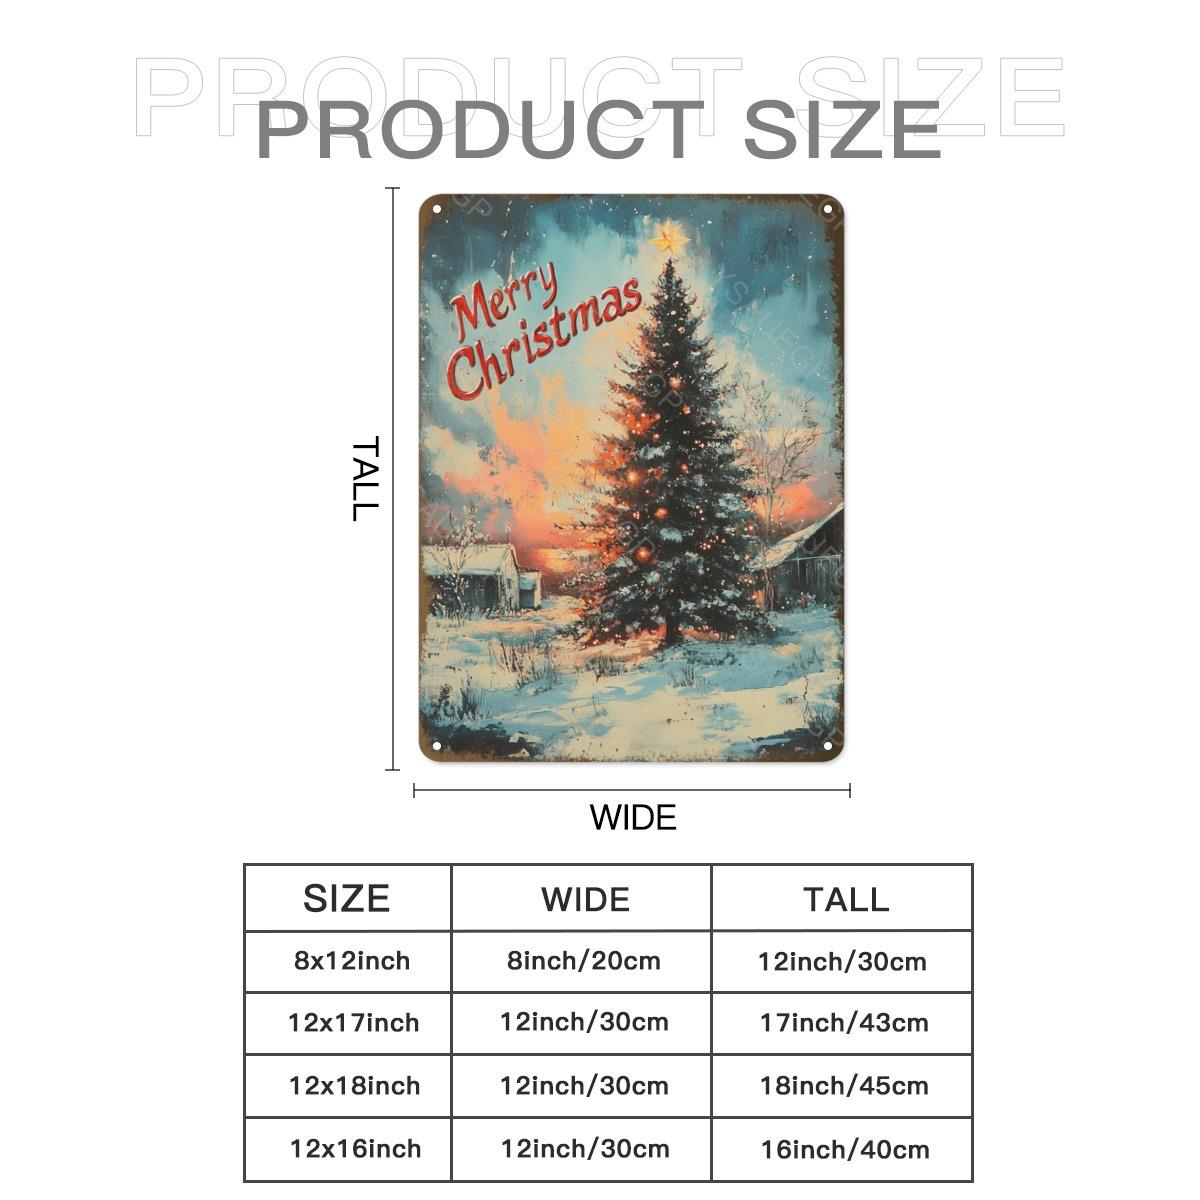 PRODUCT SIZE
PRODUCT SIZE
Merry
Christmas
TALL
WIDE
SIZE WIDE TALL
8x12inch 8inch/20cm 12inch/30cm
12x17inch 12inch/30cm 17inch/43cm
12x18inch 12inch/30cm 18inch/45cm
12x16inch 12inch/30cm 16inch/40cm